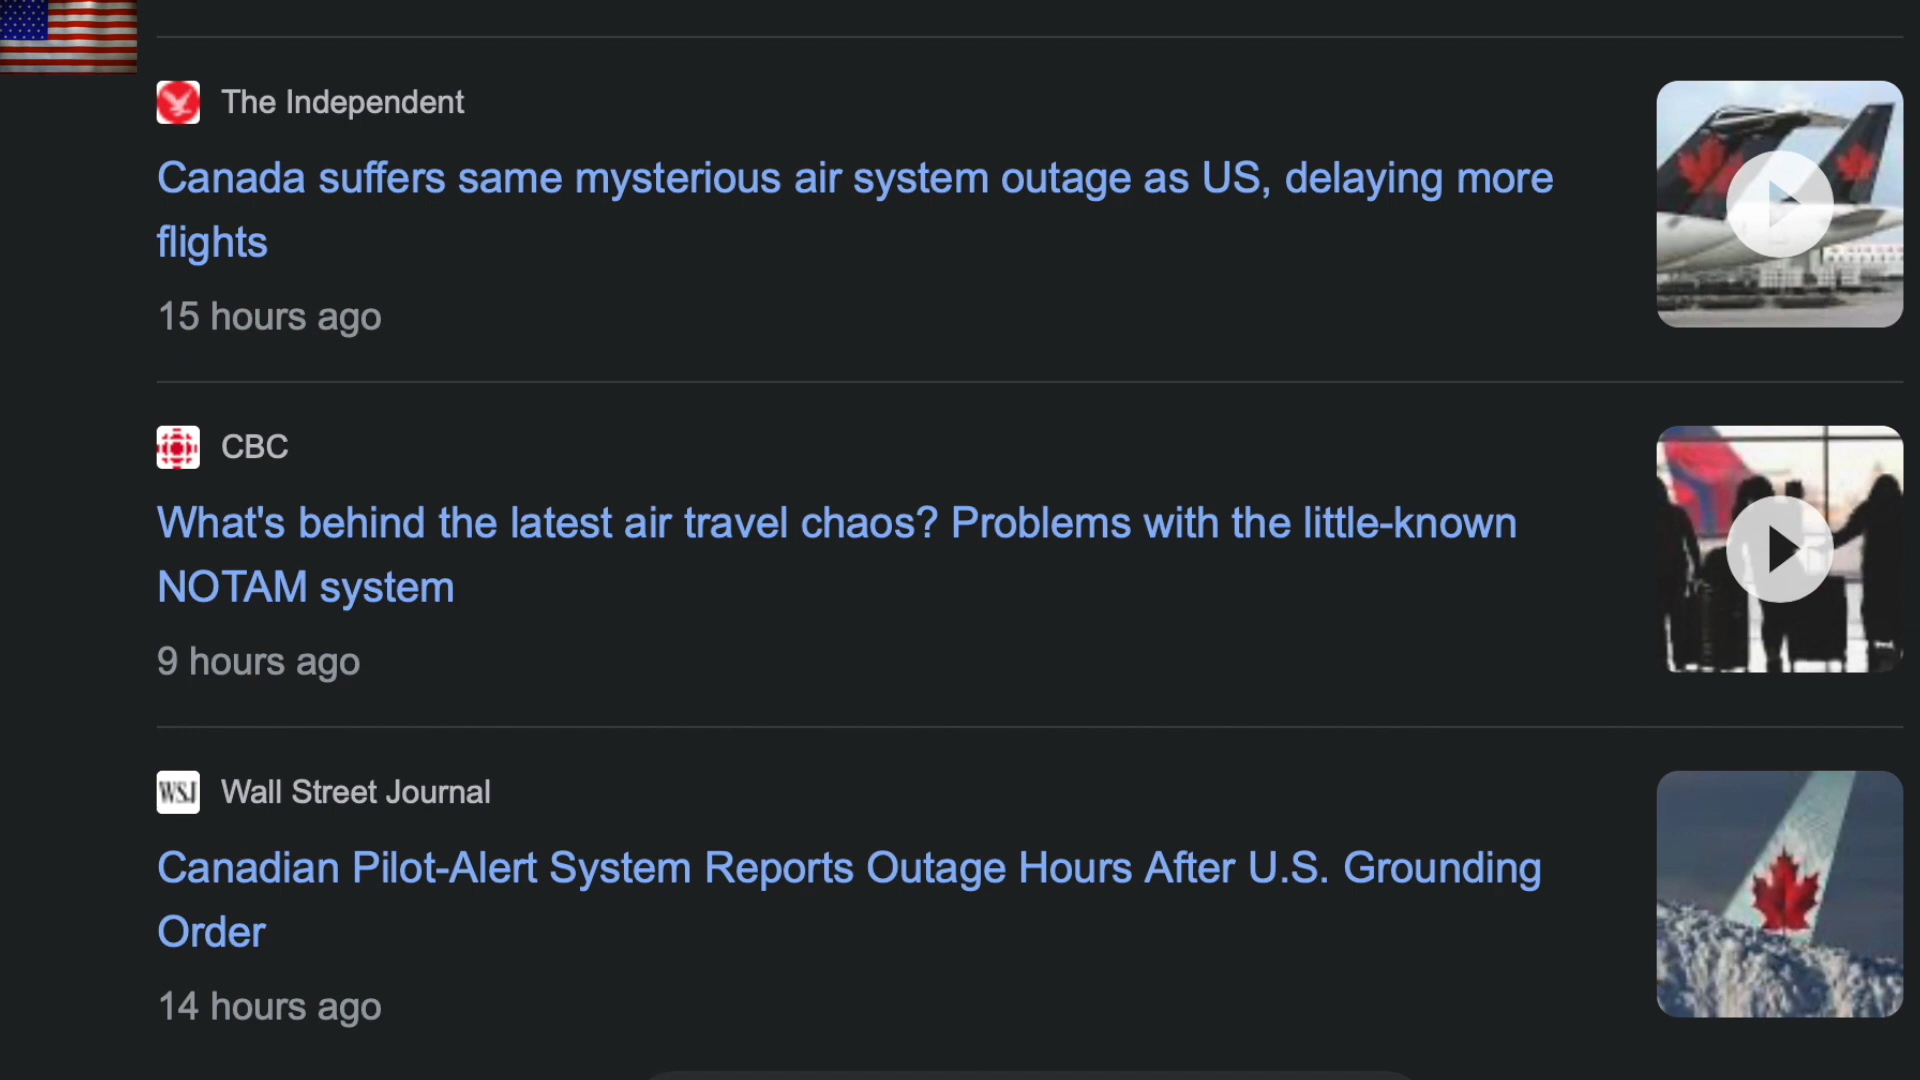 The Independent
Canada suffers same mysterious air system outage as US, delaying more
flights
15 hours ago
CBC
What's behind the latest air travel chaos? Problems with the little-known
NOTAM system
9 hours ago
WSJ
Wall Street Journal
Canadian Pilot-Alert System Reports Outage Hours After U.S. Grounding
Order
14 hours ago